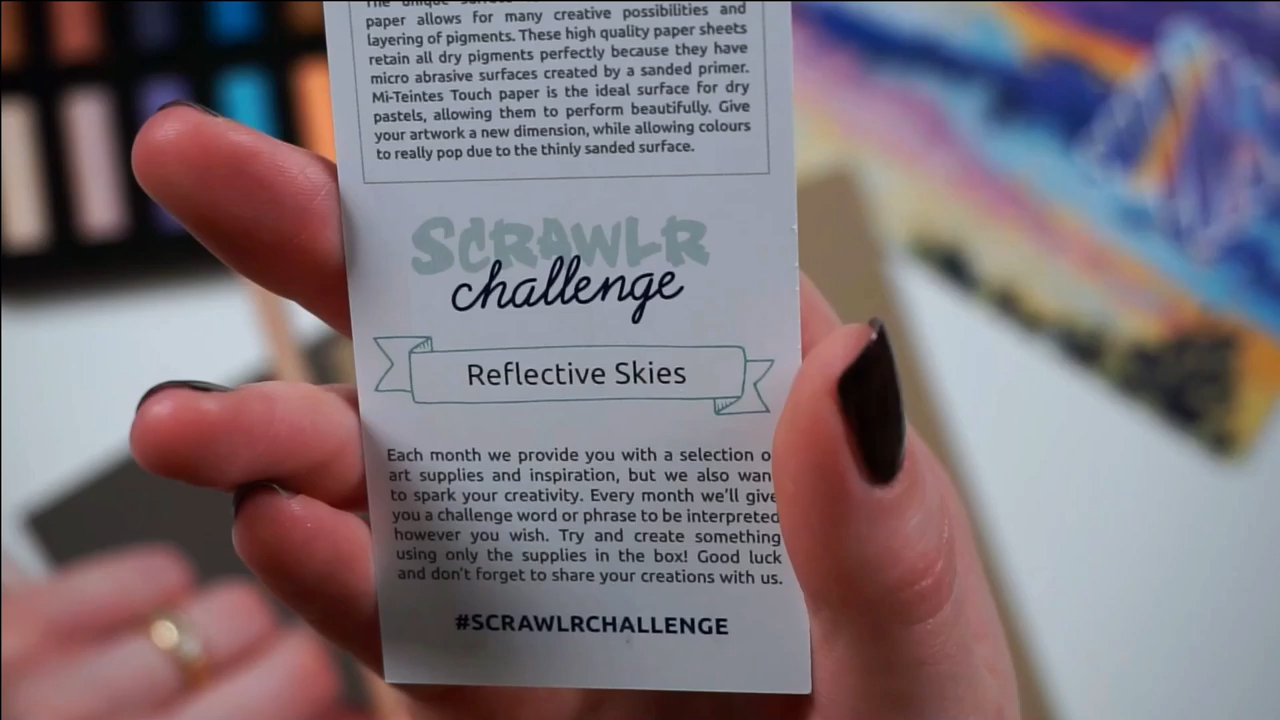 The unique
paper allows for many creative possibilities and
layering of pigments. These high quality paper sheets
retain all dry pigments perfectly because they have
micro abrasive surfaces created by a sanded primer.
Mi-Teintes Touch paper is the ideal surface for dry
pastels, allowing them to perform beautifully. Give
your artwork a new dimension, while allowing colours
to really pop due to the thinly sanded surface.
SCRAWLR
challenge
Reflective Skies
Each month we provide you with a selection o
art supplies and inspiration, but we also wan
to spark your creativity. Every month we'll give
you a challenge word or phrase to be interpreted
however you wish. Try and create something
using only the supplies in the box! Good luck
and don't forget to share your creations with us.
#SCRAWLRCHALLENGE